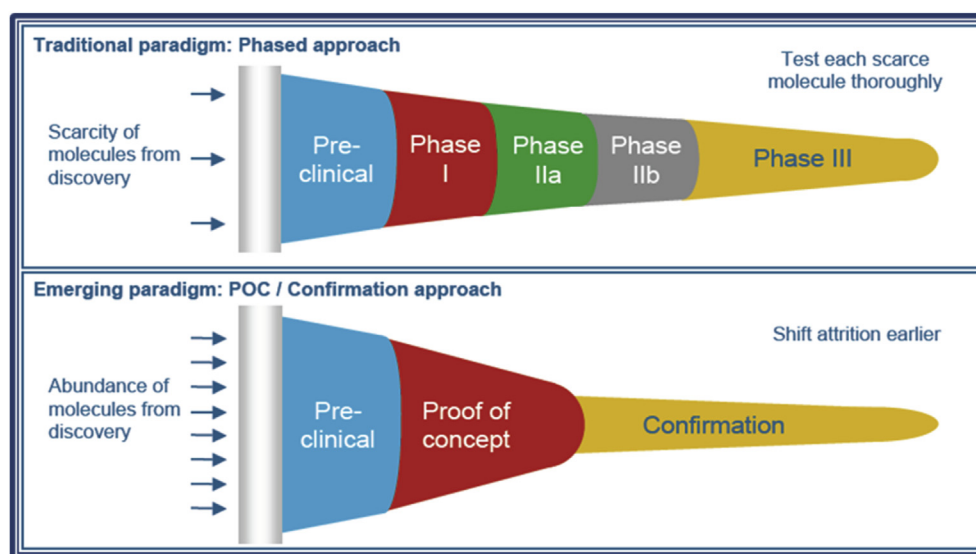 Traditional paradigm: Phased approach
Test each scarce
molecule thoroughly
Scarcity of
molecules from
discovery
Pre-
clinical
Phase
I
Phase
IIa
Phase
IIb
Phase III
Emerging paradigm: POC / Confirmation approach
Shift attrition earlier
Abundance of
molecules from
discovery
Pre-
clinical
Proof of
concept
Confirmation